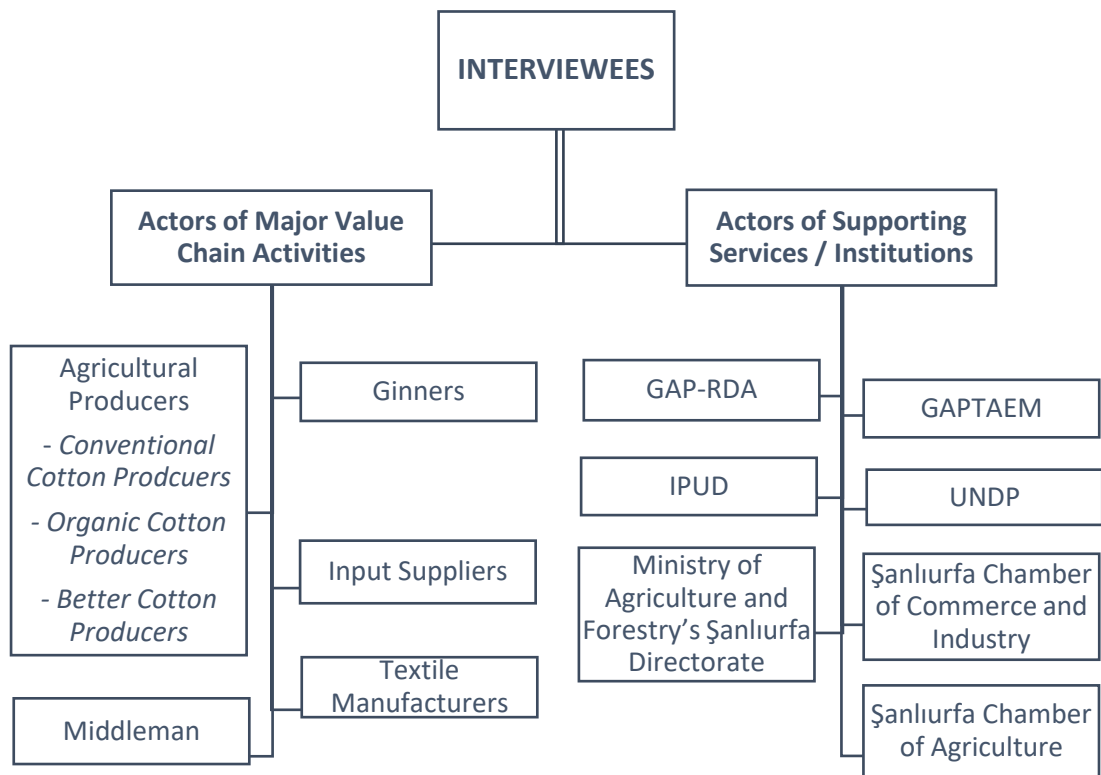 INTERVIEWEES
Actors of Major Value
Chain Activities
Actors of Supporting
Services / Institutions
Agricultural
Producers
- Conventional
Cotton Prodcuers
- Organic Cotton
Producers
- Better Cotton
Producers
Ginners
Input Suppliers
Textile
Manufacturers
Middleman
GAP-RDA
GAPTAEM
IPUD
UNDP
Ministry of
Agriculture and
Forestry’s Şanlıurfa
Directorate
Şanlıurfa Chamber
of Commerce and
Industry
Şanlıurfa Chamber
of Agriculture